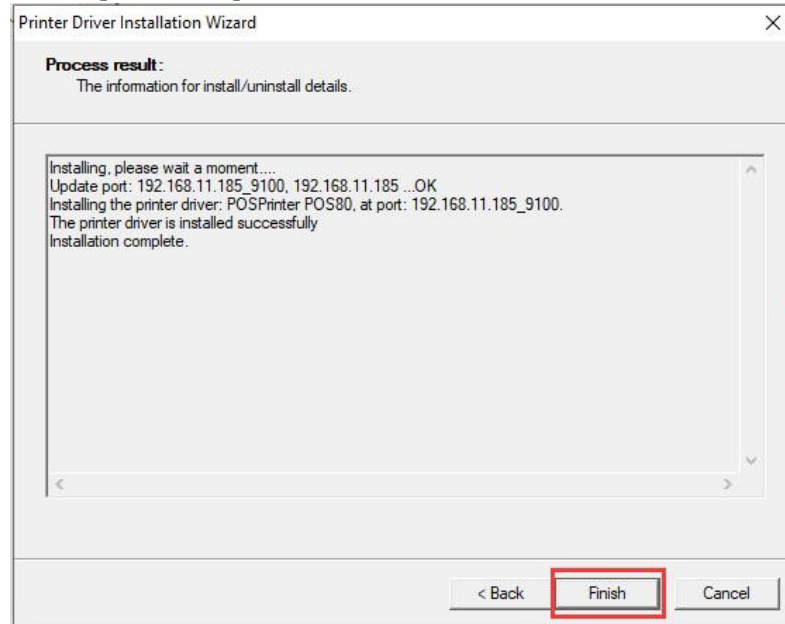 Printer Driver Installation Wizard
Process result:
The information for install/uninstall details.
Installing, please wait a moment....
Update port: 192.168.11.185_9100, 192.168.11.185 ...OK
Installing the printer driver: POSPrinter POS80, at port: 192.168.11.185_9100.
The printer driver is installed successfully
Installation complete.
< Back Finish Cancel